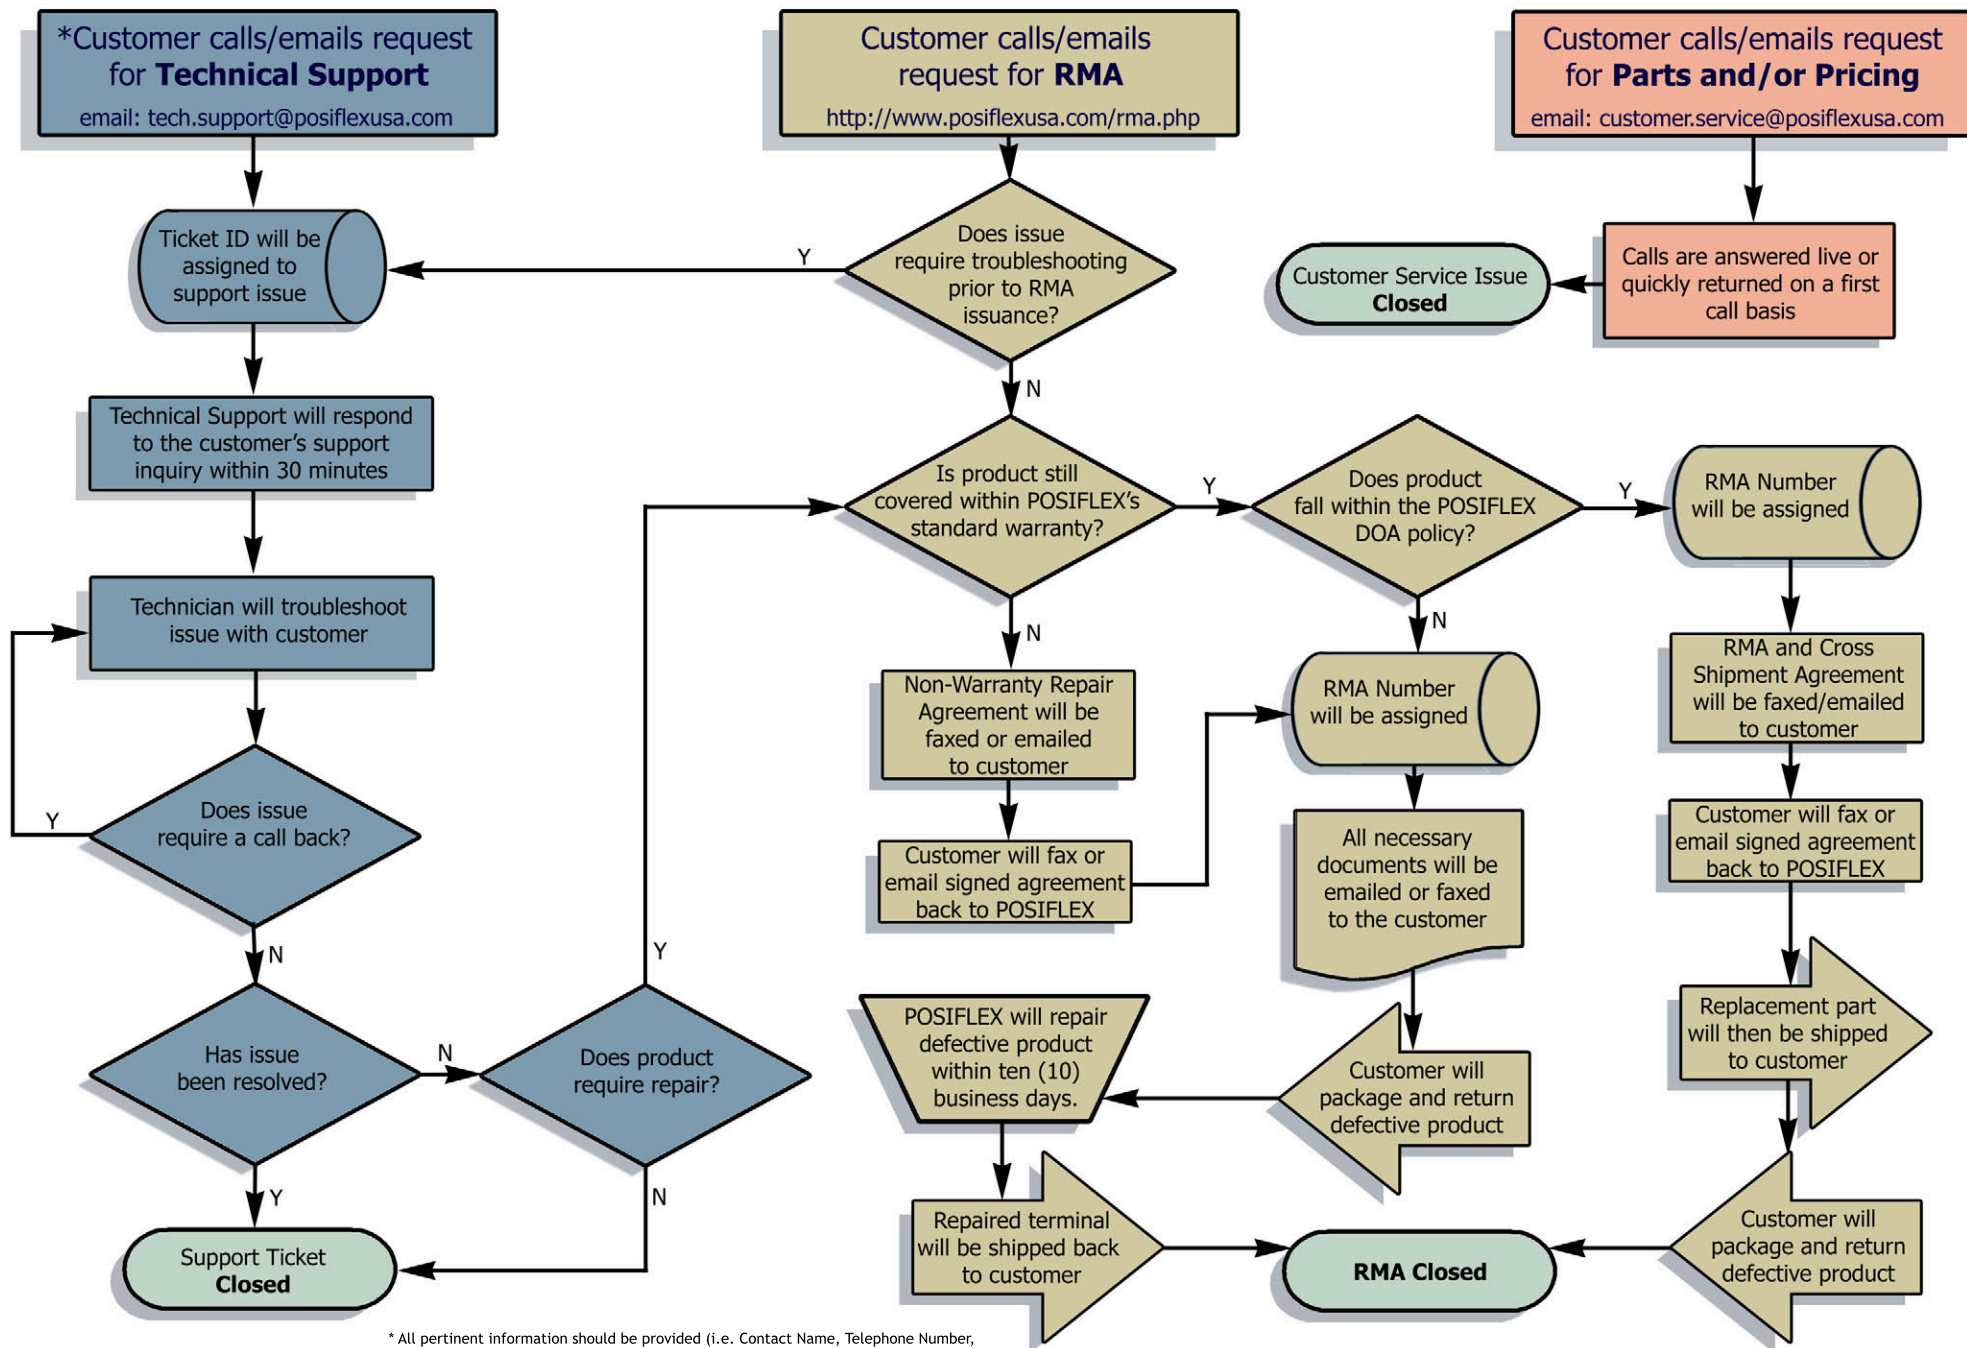 *Customer calls/emails request
for Technical Support
email: tech.support@posiflexusa.com
Customer calls/emails
request for RMA
http://www.posiflexusa.com/rma.php
Customer calls/emails request
for Parts and/or Pricing
email: customer.service@posiflexusa.com
Ticket ID will be
assigned to
support issue
Y
Does issue
require troubleshooting
prior to RMA
issuance?
Customer Service Issue
Closed
Calls are answered live or
quickly returned on a first
call basis
N
Technical Support will respond
to the customer's support
inquiry within 30 minutes
Is product still
covered within POSIFLEX's
standard warranty?
Y
Does product
fall within the POSIFLEX
DOA policy?
Y
RMA Number
will be assigned
Technician will troubleshoot
issue with customer
N
N
Non-Warranty Repair
Agreement will be
faxed or emailed
to customer
RMA Number
will be assigned
RMA and Cross
Shipment Agreement
will be faxed/emailed
to customer
Y
Does issue
require a call back?
Customer will fax or
email signed agreement
back to POSIFLEX
All necessary
documents will be
emailed or faxed
to the customer
Customer will fax or
email signed agreement
back to POSIFLEX
N
Y
Has issue
been resolved?
N
Does product
require repair?
POSIFLEX will repair
defective product
within ten (10)
business days.
Customer will
package and return
defective product
Replacement part
will then be shipped
to customer
Y
N
Support Ticket
Closed
Repaired terminal
will be shipped back
to customer
RMA Closed
Customer will
package and return
defective product
* All pertinent information should be provided (i.e. Contact Name, Telephone Number,